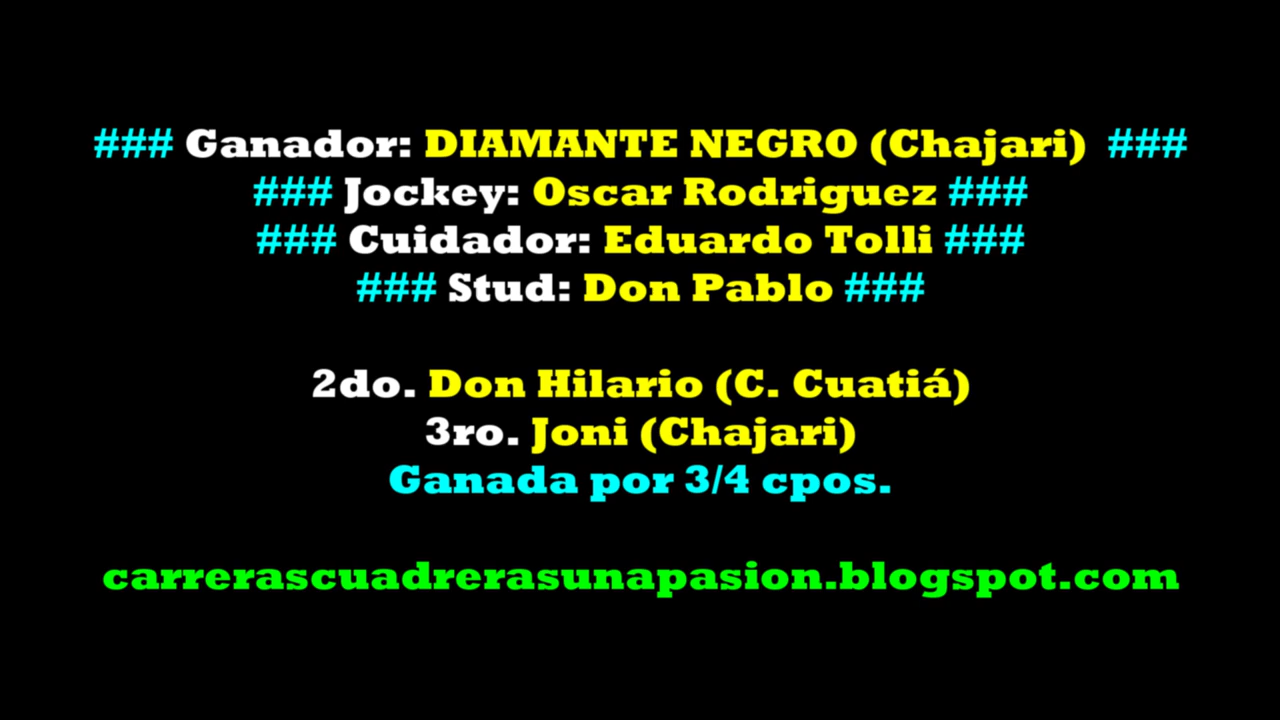 ### Ganador: DIAMANTE NEGRO (Chajari) ###
### Jockey: Oscar Rodriguez ###
### Cuidador: Eduardo Tolli ###
### Stud: Don Pablo ###
2do. Don Hilario (C. Cuatiá)
3ro. Joni (Chajari)
Ganada por 3/4 cpos.
carrerascuadrerasunapasion.blogspot.com